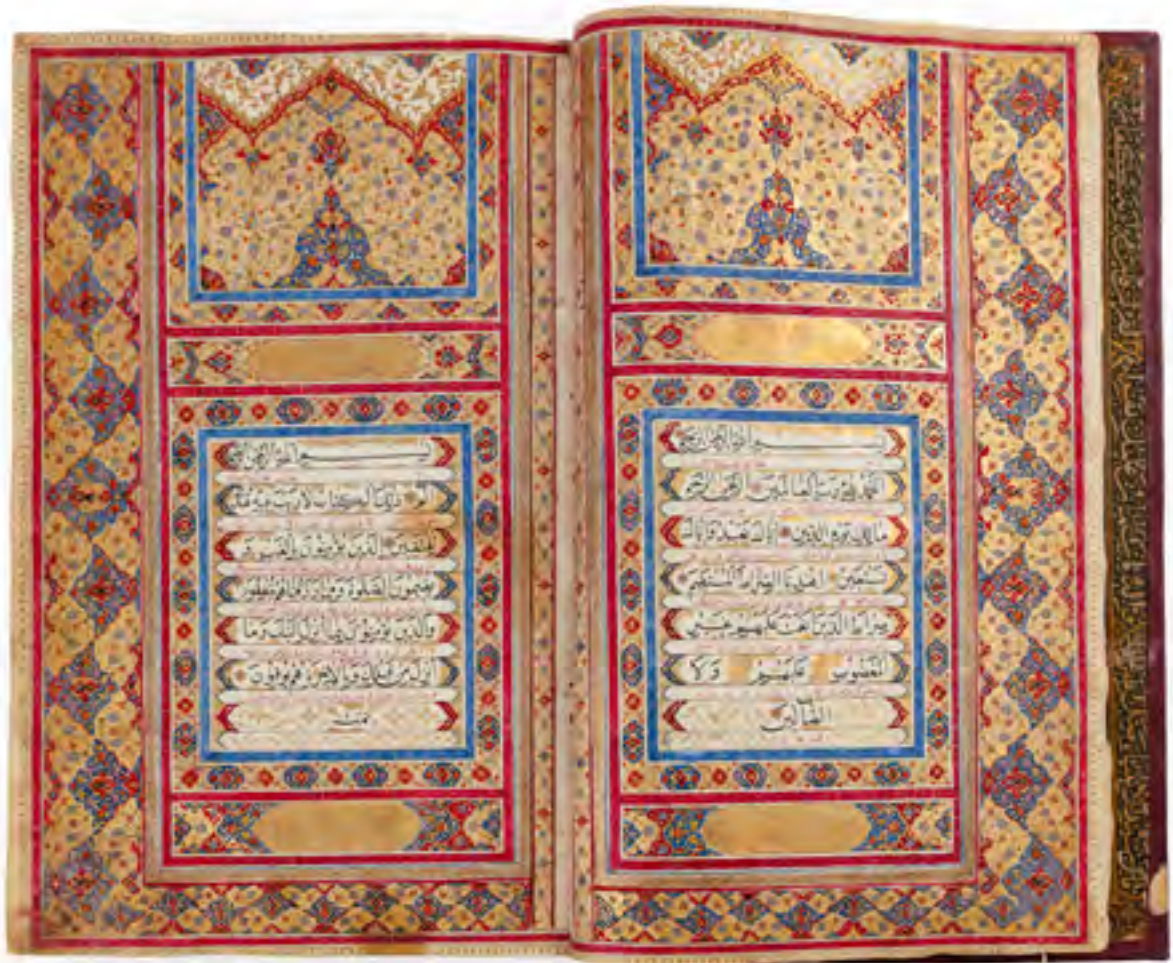 بسم الله الرحمن الرحيم
الحمد لله رب العالمين الرحمن الرحيم
مالك يوم الدين اياك نعبد واياك
نستعين اهدنا الصراط المستقيم
صراط الذين انعمت عليهم غير
المغضوب عليهم ولا
الضالين
بسم الله الرحمن الرحيم
الم ذلك الكتاب لا ريب فيه هدى
للمتقين الذين يؤمنون بالغيب و
يقيمون الصلوة ومما رزقناهم ينفقون
والذين يؤمنون بما انزل اليك وما
انزل من قبلك وبالاخرة هم يوقنون